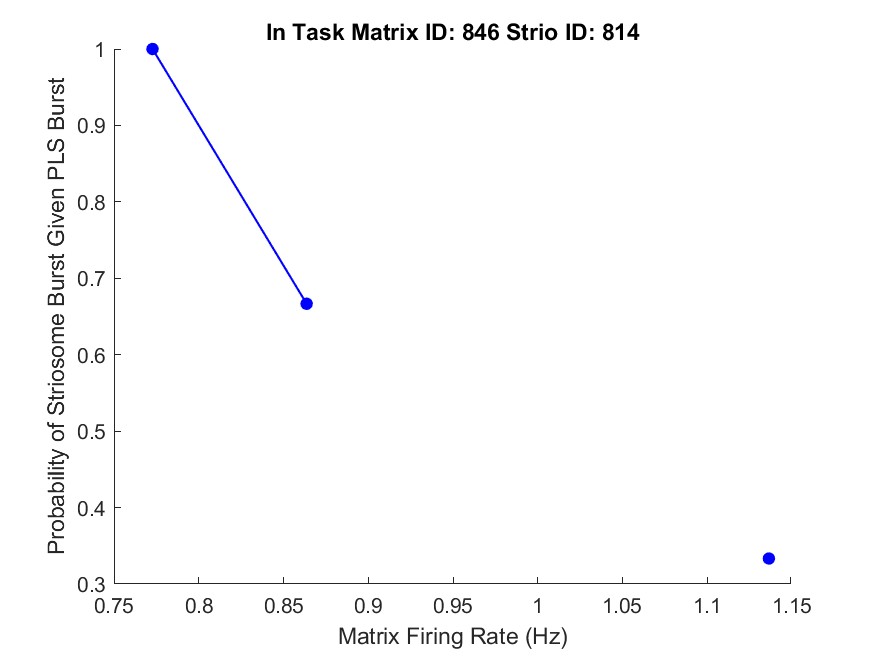 In Task Matrix ID: 846 Strio ID: 814
Probability of Striosome Burst Given PLS Burst
1
0.9
0.8
0.7
0.6
0.5
0.4
0.3
0.75 0.8 0.85 0.9 0.95 1 1.05 1.1 1.15
Matrix Firing Rate (Hz)